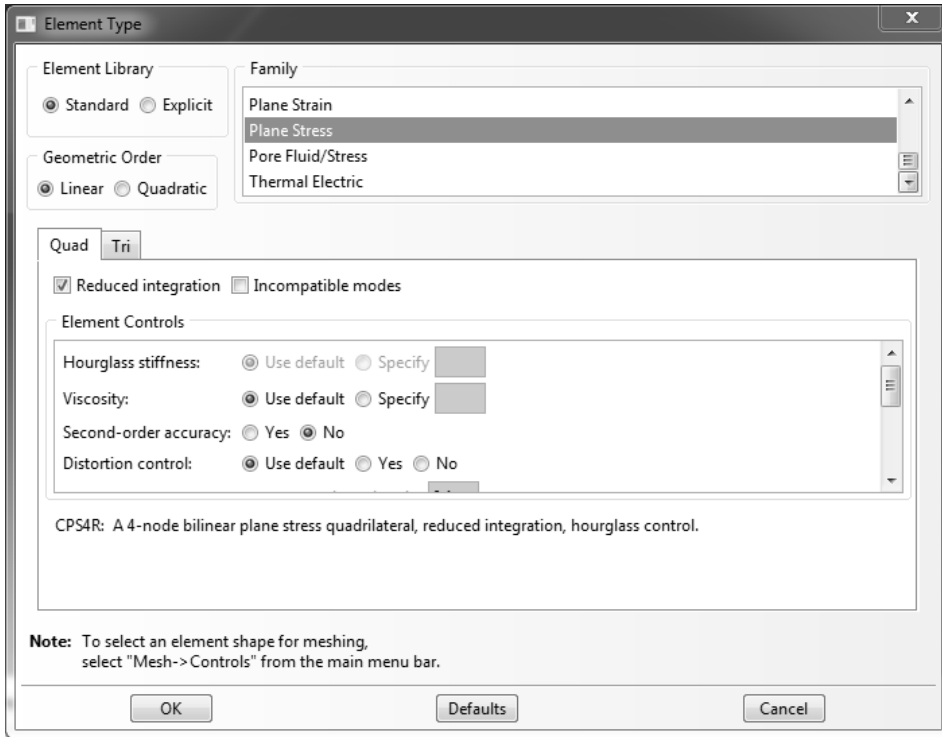 Element Type
Element Library
Standard Explicit
Geometric Order
Linear Quadratic
Family
Plane Strain
Plane Stress
Pore Fluid/Stress
Thermal Electric
Quad Tri
Reduced integration Incompatible modes
Element Controls
Hourglass stiffness: Use default Specify
Viscosity: Use default Specify
Second-order accuracy: Yes No
Distortion control: Use default Yes No
CPS4R: A 4-node bilinear plane stress quadrilateral, reduced integration, hourglass control.
Note: To select an element shape for meshing,
select "Mesh->Controls" from the main menu bar.
OK Defaults Cancel